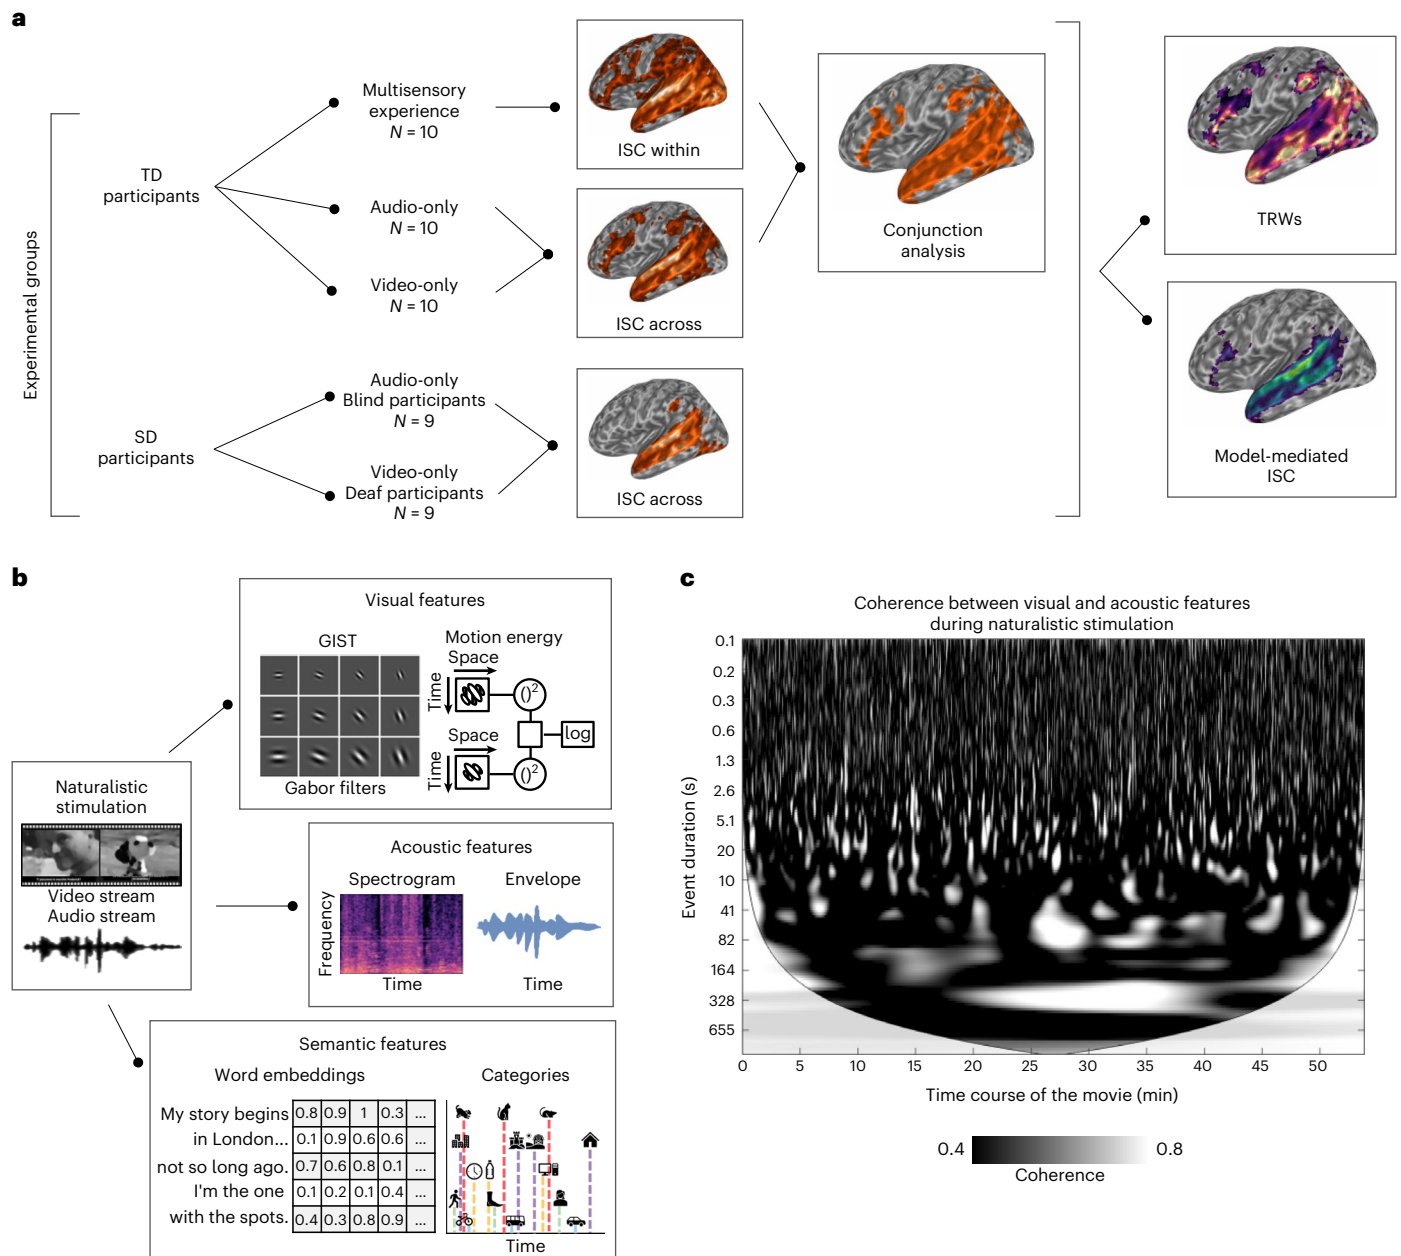 a
Experimental groups
TD
participants
SD
participants
Multisensory
experience
N = 10
Audio-only
N = 10
Video-only
N = 10
Audio-only
Blind participants
N = 9
Video-only
Deaf participants
N = 9
ISC within
ISC across
ISC across
Conjunction
analysis
TRWs
Model-mediated
ISC
b
Naturalistic
stimulation
Video stream
Audio stream
Visual features
GIST
Gabor filters
Motion energy
Space
Time
()²
log
Space
Time
()²
Acoustic features
Spectrogram
Frequency
Time
Envelope
Time
Semantic features
Word embeddings
My story begins 0.8 0.9 1 0.3 ...
in London... 0.1 0.9 0.6 0.6 ...
not so long ago. 0.7 0.6 0.8 0.1 ...
I'm the one 0.1 0.2 0.1 0.4 ...
with the spots. 0.4 0.3 0.8 0.9 ...
Categories
Time
c
Coherence between visual and acoustic features
during naturalistic stimulation
Event duration (s)
0.1
0.2
0.3
0.6
1.3
2.6
5.1
20
10
41
82
164
328
655
0 5 10 15 20 25 30 35 40 45 50
Time course of the movie (min)
0.4 0.8
Coherence